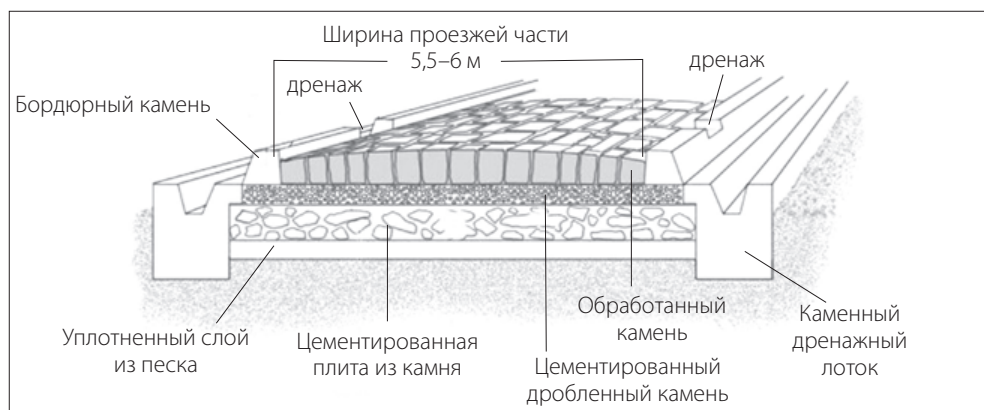 Ширина проезжей части
5,5–6 м
дренаж
дренаж
Бордюрный камень
Уплотненный слой
из песка
Цементированная
плита из камня
Цементированный
дробленный камень
Обработанный
камень
Каменный
дренажный
лоток